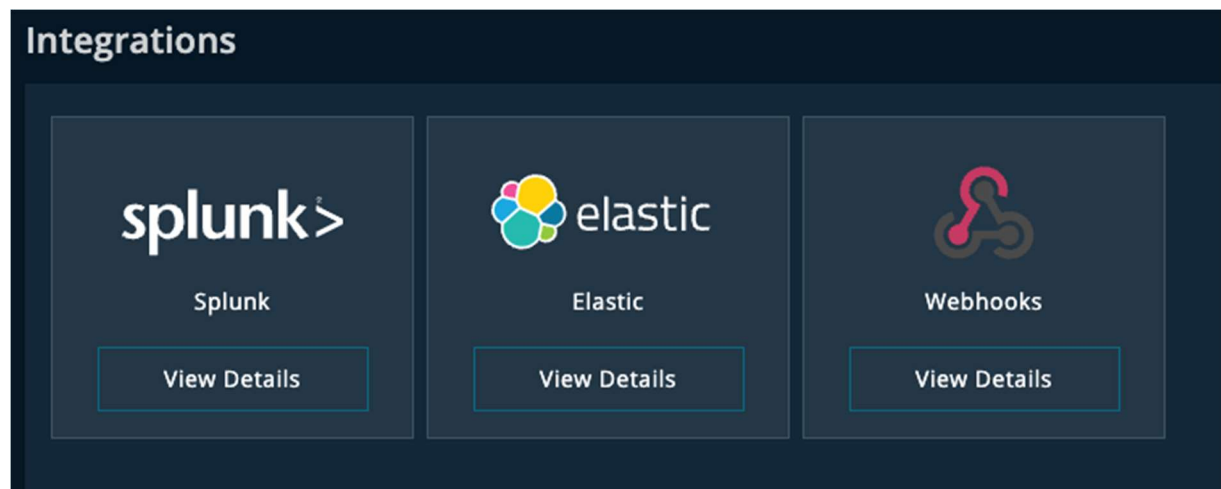 Integrations
splunk>
elastic
Splunk
Elastic
Webhooks
View Details
View Details
View Details